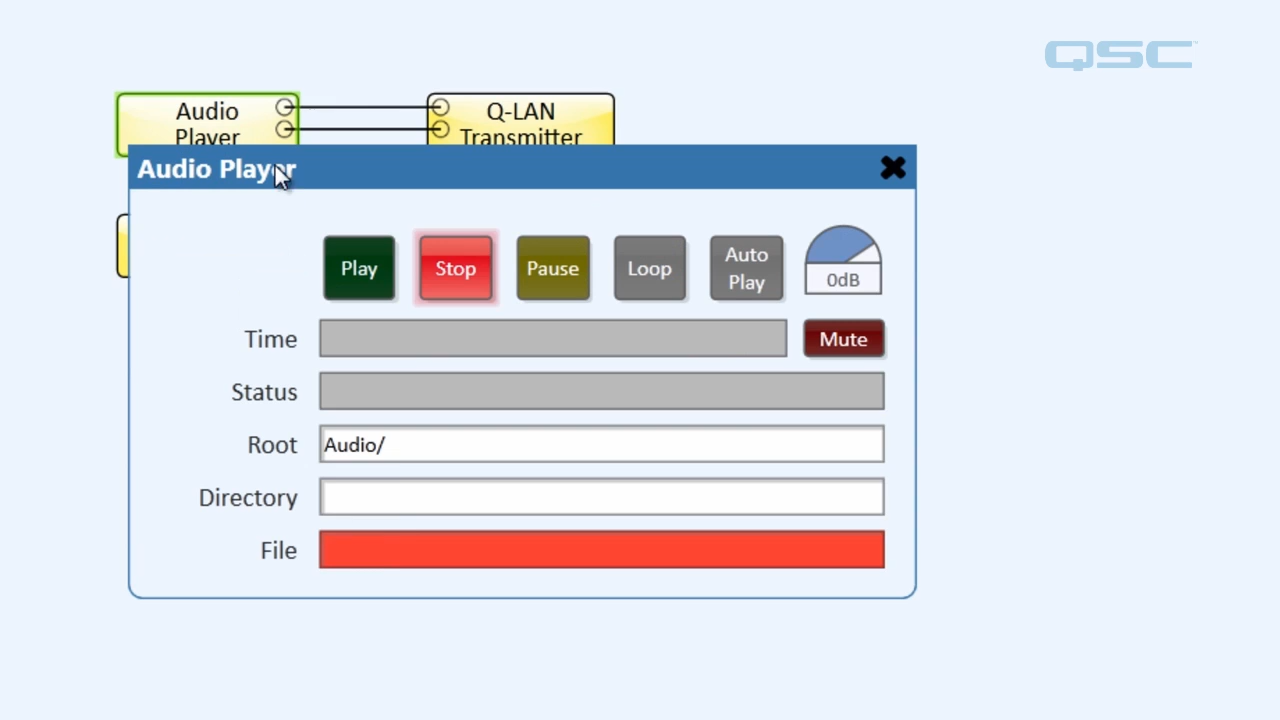 QSC
Audio
Player
Q-LAN
Transmitter
Audio Player
Play
Stop
Pause
Loop
Auto
Play
0dB
Time
Mute
Status
Root
Audio/
Directory
File